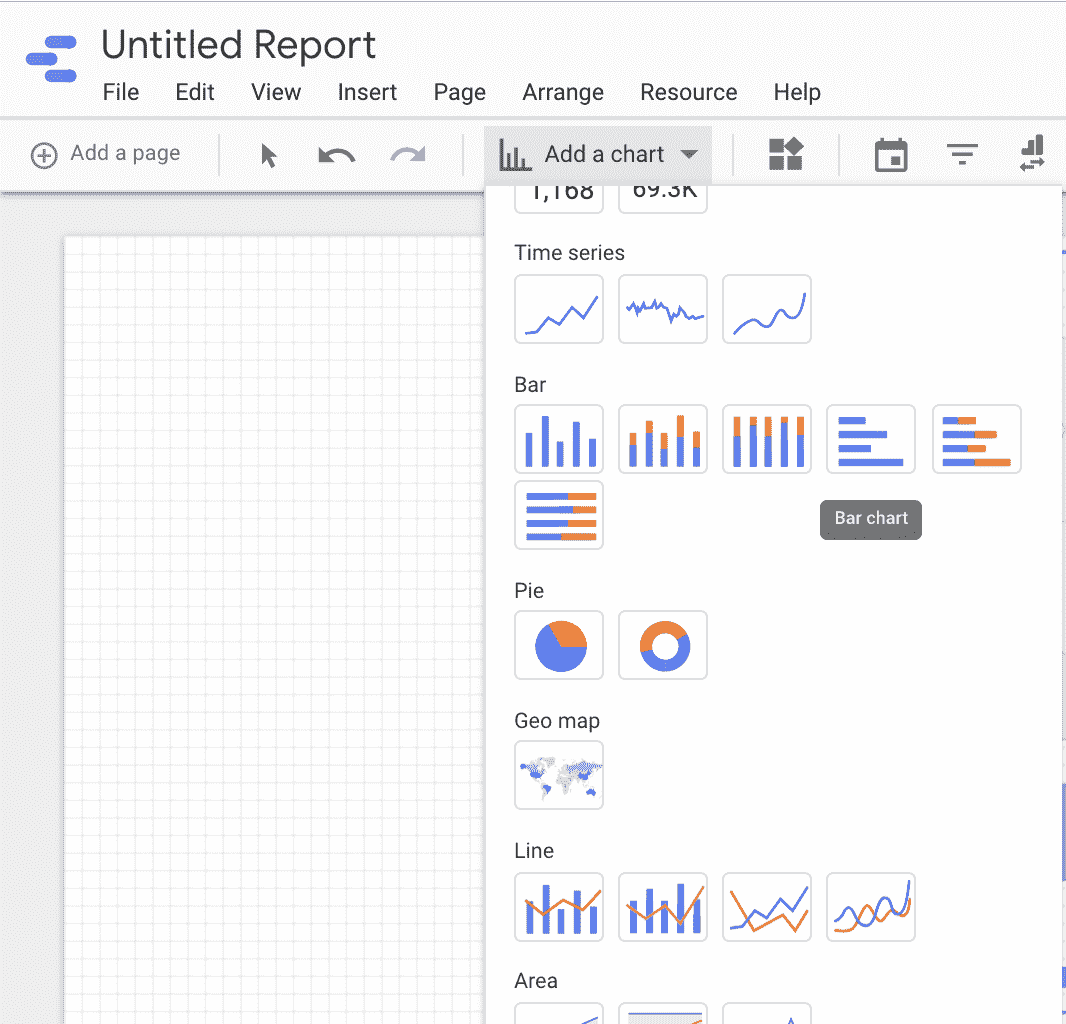 Untitled Report
File Edit View Insert Page Arrange Resource Help
Add a page Add a chart
1,168 69.3K
Time series
Bar
Bar chart
Pie
Geo map
Line
Area